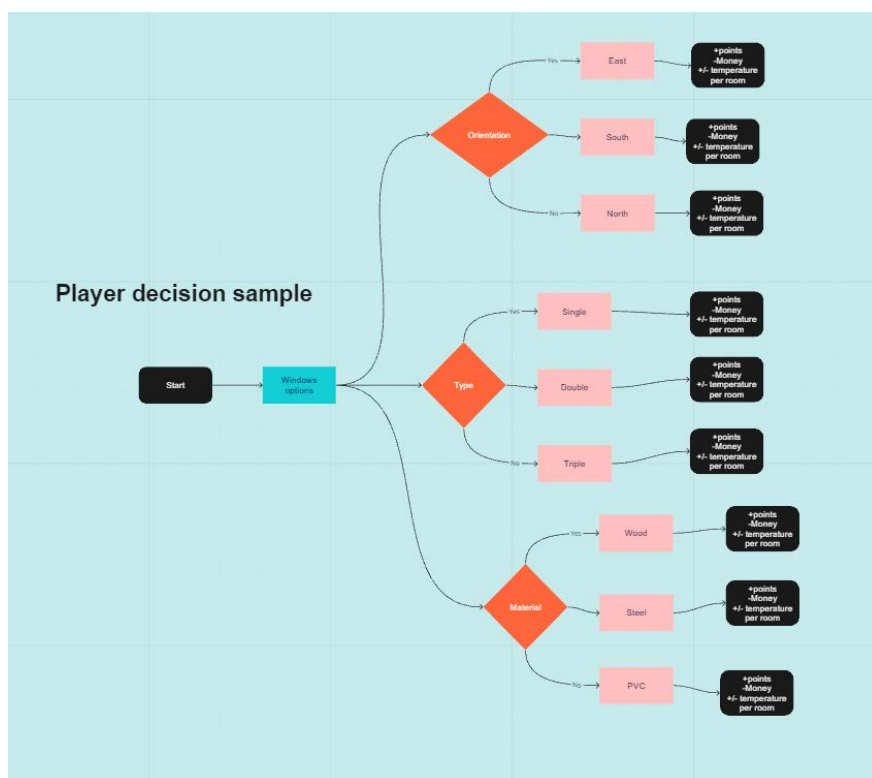 Player decision sample
Start
Windows
options
Orientation
Yes
East
+points
-Money
+/- temperature
per room
South
+points
-Money
+/- temperature
per room
No
North
+points
-Money
+/- temperature
per room
Type
Yes
Single
+points
-Money
+/- temperature
per room
Double
+points
-Money
+/- temperature
per room
No
Triple
+points
-Money
+/- temperature
per room
Material
Yes
Wood
+points
-Money
+/- temperature
per room
Steel
+points
-Money
+/- temperature
per room
No
PVC
+points
-Money
+/- temperature
per room